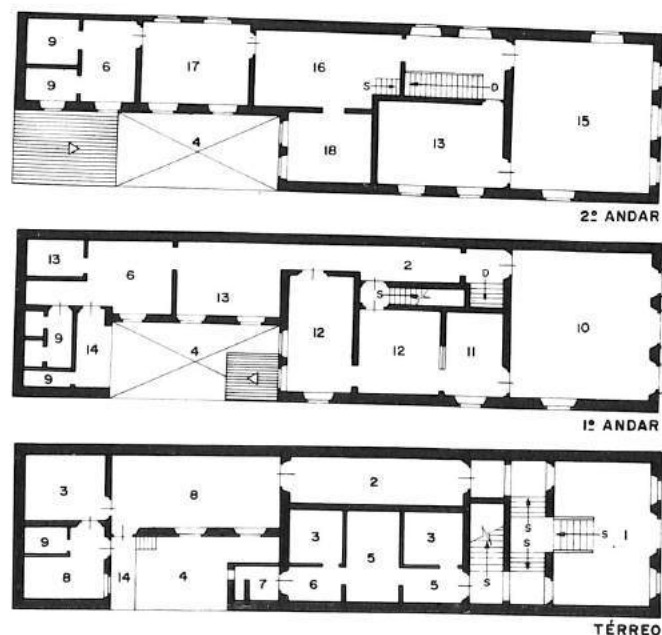 9 6 17 16 S D 15
9 4 18 13
2º ANDAR
13 6 13 2 D
S 10
9 14 4 12 12 11
9
1º ANDAR
3 8 2
9 3 5 3 S S S S 1
8 14 4 7 6 5 S
TÉRREO